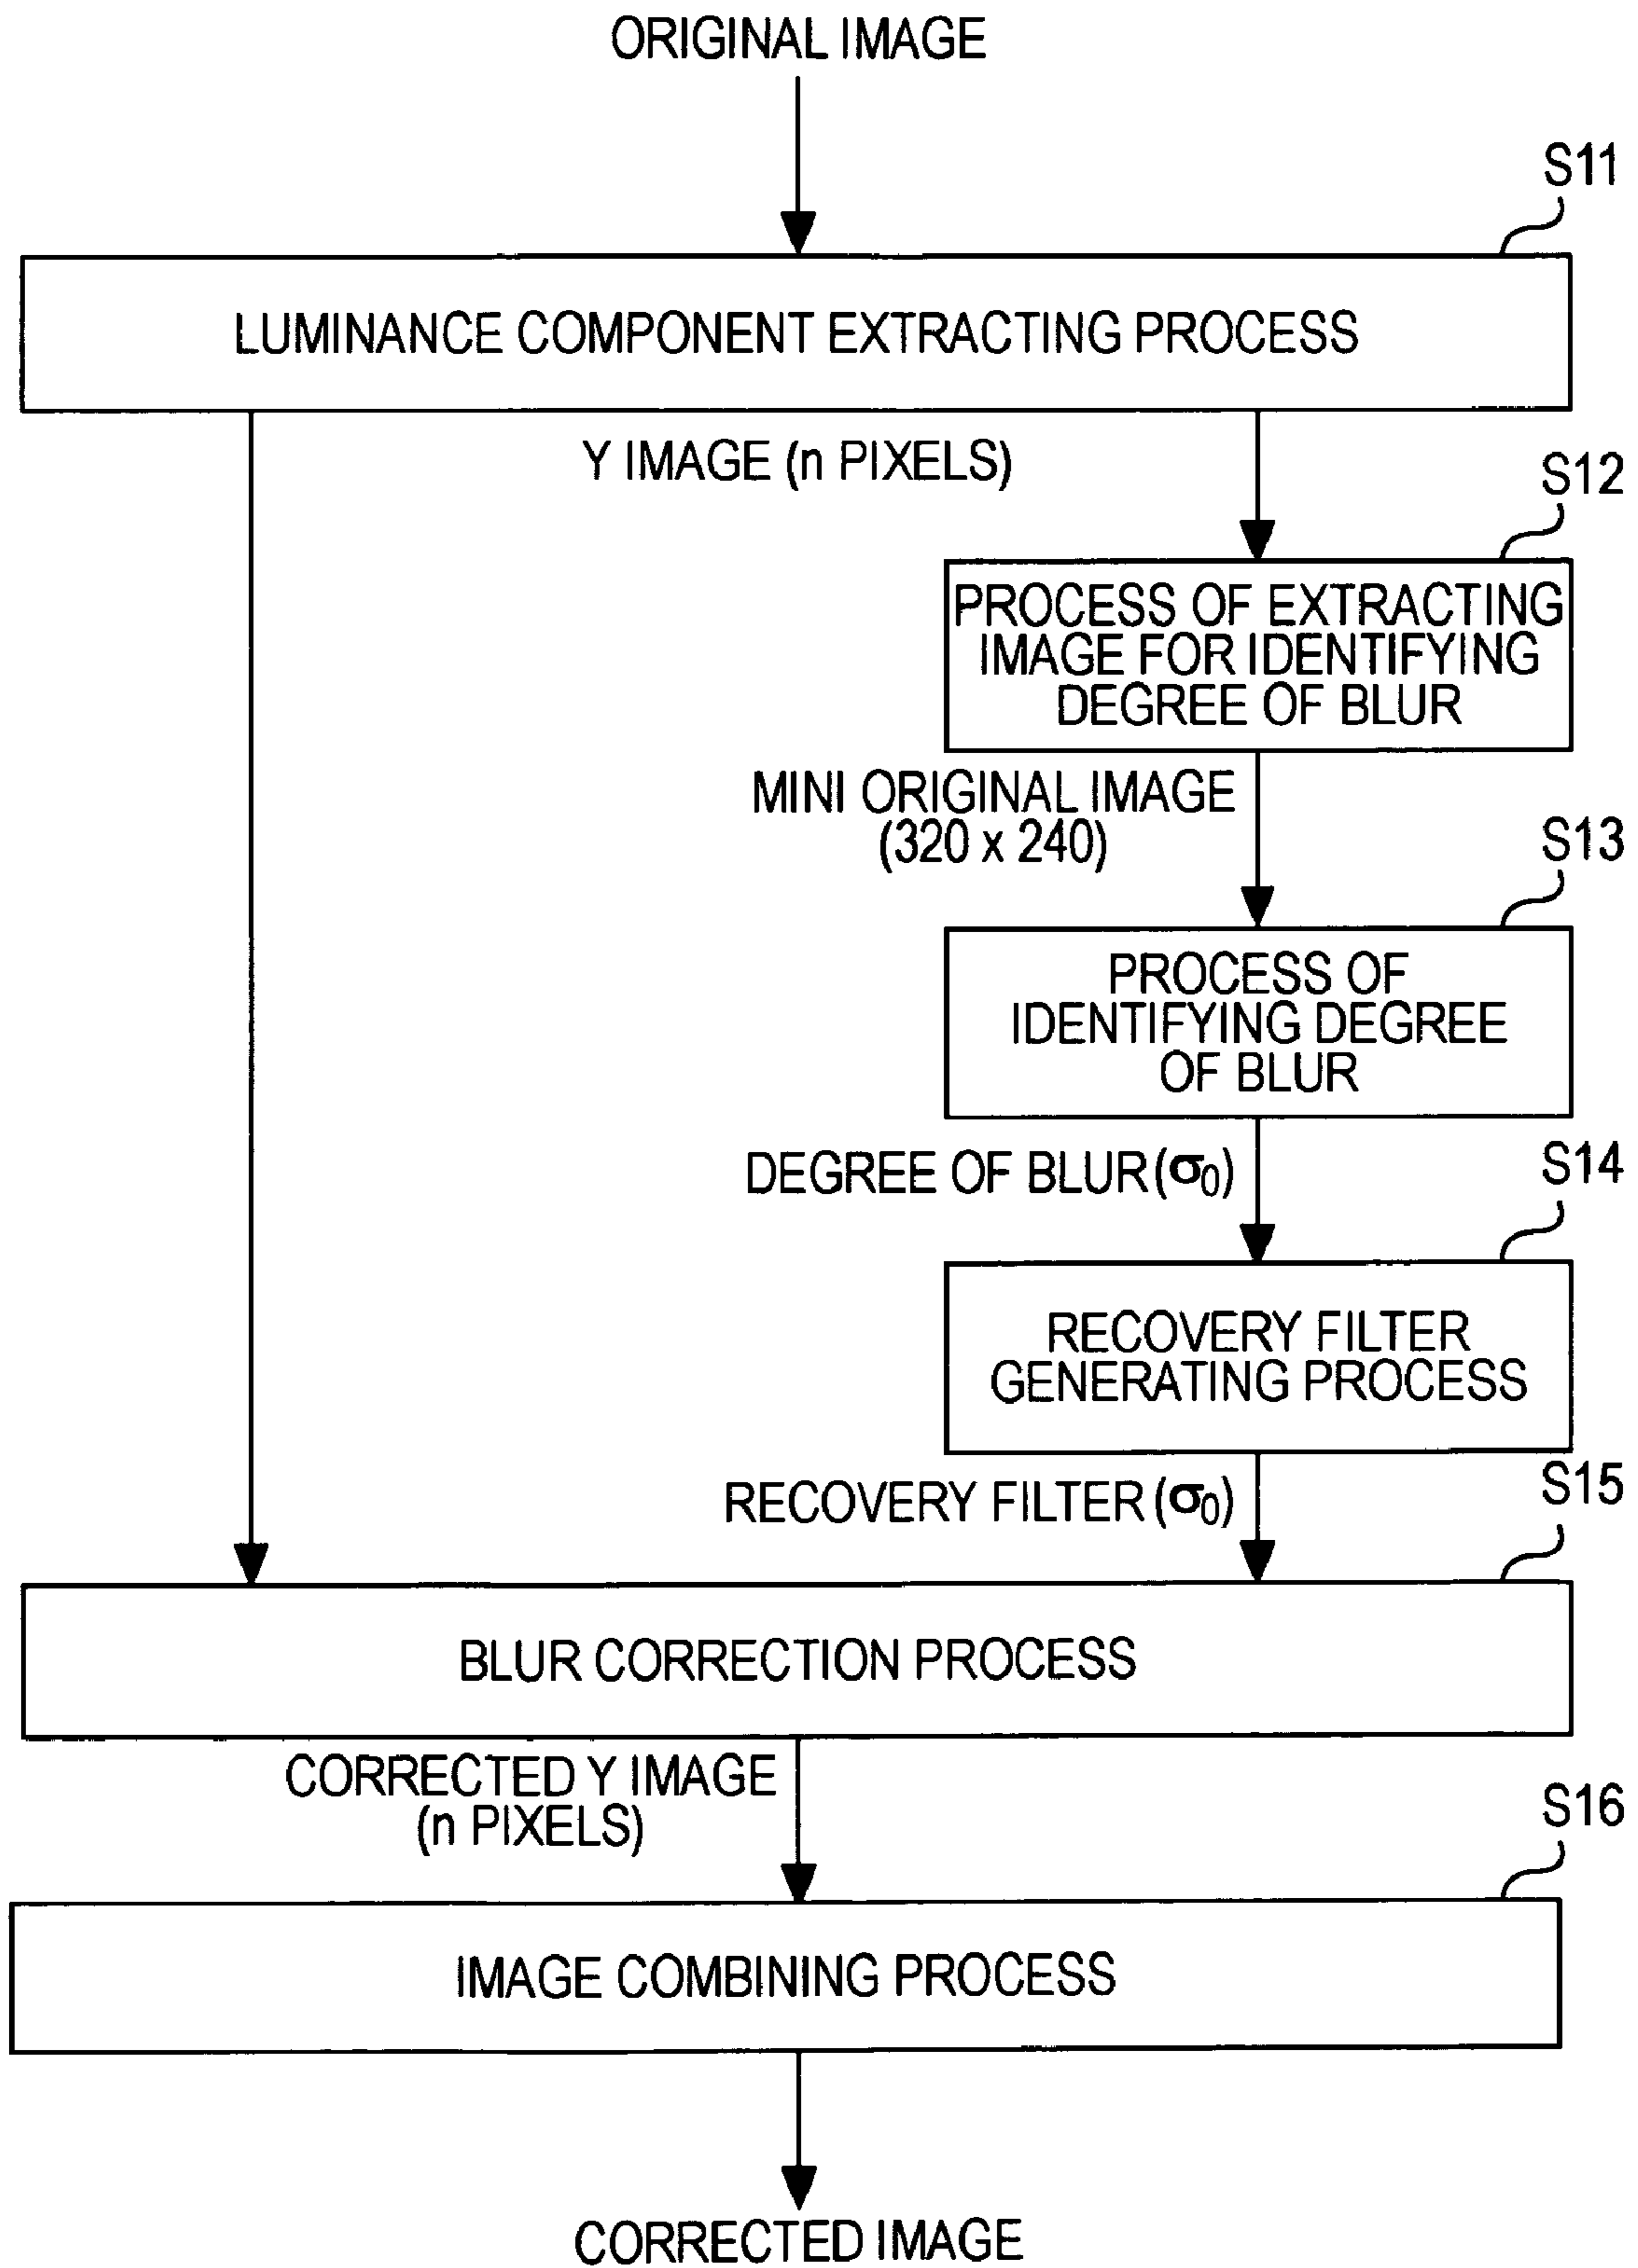 ORIGINAL IMAGE
S11
LUMINANCE COMPONENT EXTRACTING PROCESS
Y IMAGE (n PIXELS)
S12
PROCESS OF EXTRACTING
IMAGE FOR IDENTIFYING
DEGREE OF BLUR
MINI ORIGINAL IMAGE
(320 x 240)
S13
PROCESS OF
IDENTIFYING DEGREE
OF BLUR
DEGREE OF BLUR (σ₀)
S14
RECOVERY FILTER
GENERATING PROCESS
RECOVERY FILTER (σ₀)
S15
BLUR CORRECTION PROCESS
CORRECTED Y IMAGE
(n PIXELS)
S16
IMAGE COMBINING PROCESS
CORRECTED IMAGE